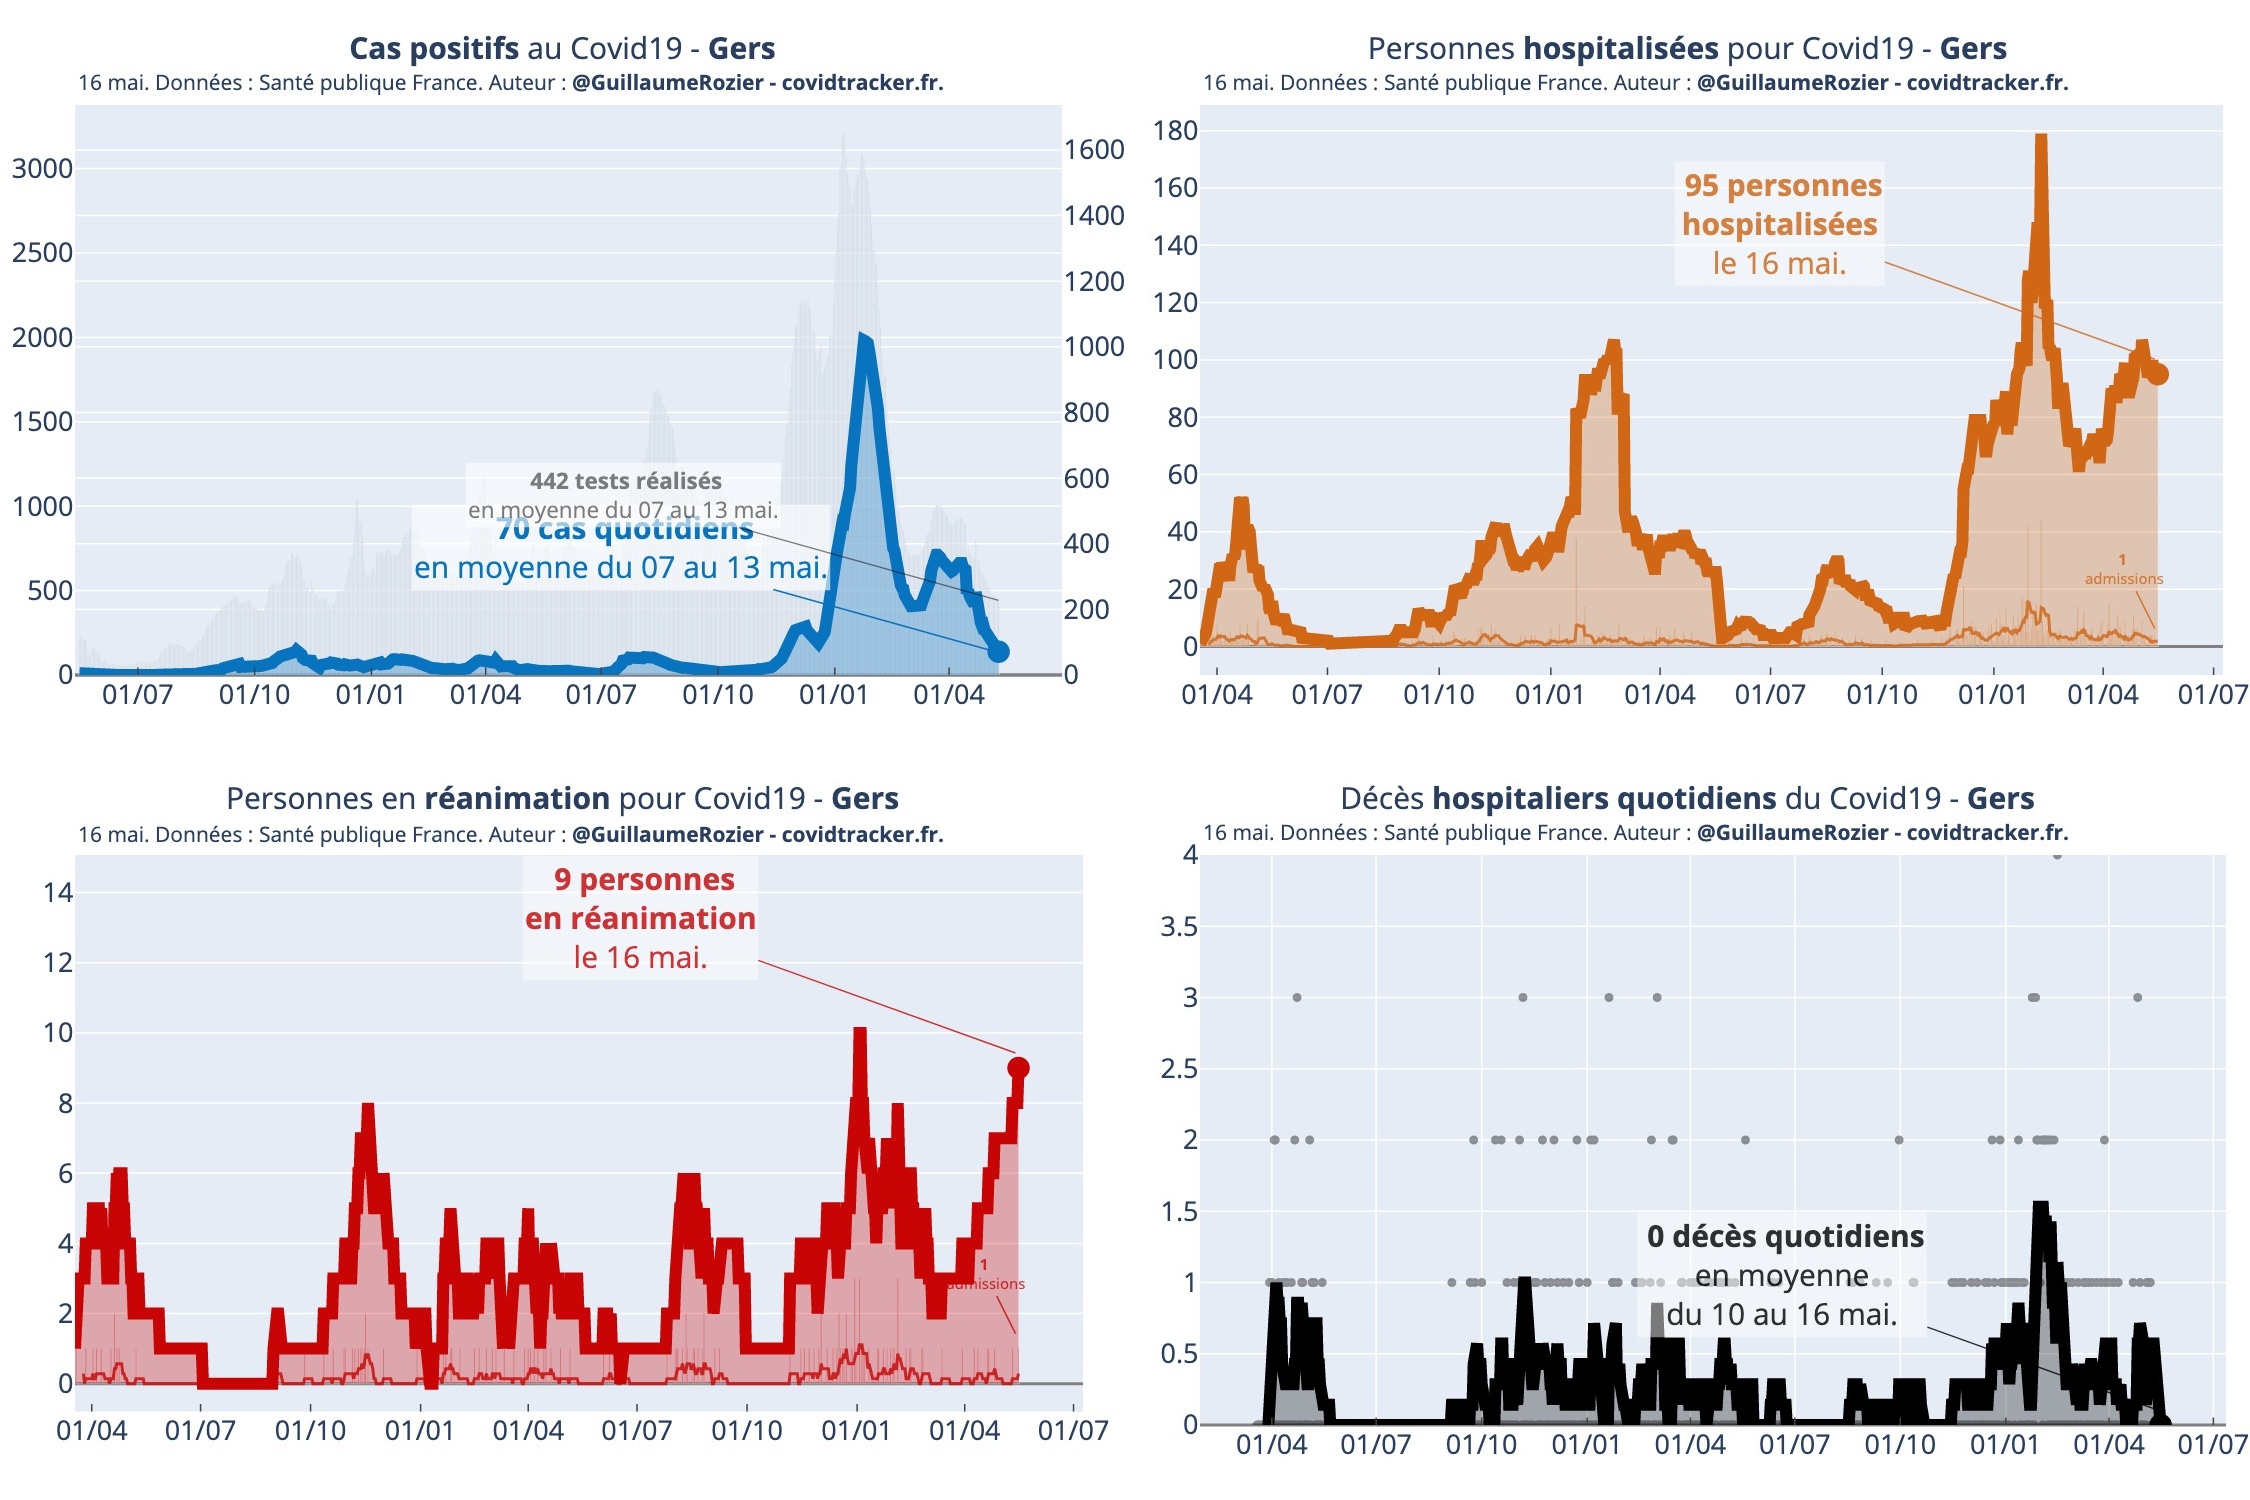 Cas positifs au Covid19 - Gers
16 mai. Données : Santé publique France. Auteur : @GuillaumeRozier - covidtracker.fr.
3000
2500
2000
1500
1000
500
0
1600
1400
1200
1000
800
600
400
200
0
442 tests réalisés
en moyenne du 07 au 13 mai.
70 cas quotidiens
en moyenne du 07 au 13 mai.
01/07 01/10 01/01 01/04 01/07 01/10 01/01 01/04
Personnes hospitalisées pour Covid19 - Gers
16 mai. Données : Santé publique France. Auteur : @GuillaumeRozier - covidtracker.fr.
180
160
140
120
100
80
60
40
20
0
95 personnes
hospitalisées
le 16 mai.
1
admissions
01/04 01/07 01/10 01/01 01/04 01/07 01/10 01/01 01/04 01/07
Personnes en réanimation pour Covid19 - Gers
16 mai. Données : Santé publique France. Auteur : @GuillaumeRozier - covidtracker.fr.
14
12
10
8
6
4
2
0
9 personnes
en réanimation
le 16 mai.
1
admissions
01/04 01/07 01/10 01/01 01/04 01/07 01/10 01/01 01/04 01/07
Décès hospitaliers quotidiens du Covid19 - Gers
16 mai. Données : Santé publique France. Auteur : @GuillaumeRozier - covidtracker.fr.
4
3.5
3
2.5
2
1.5
1
0.5
0
0 décès quotidiens
en moyenne
du 10 au 16 mai.
01/04 01/07 01/10 01/01 01/04 01/07 01/10 01/01 01/04 01/07